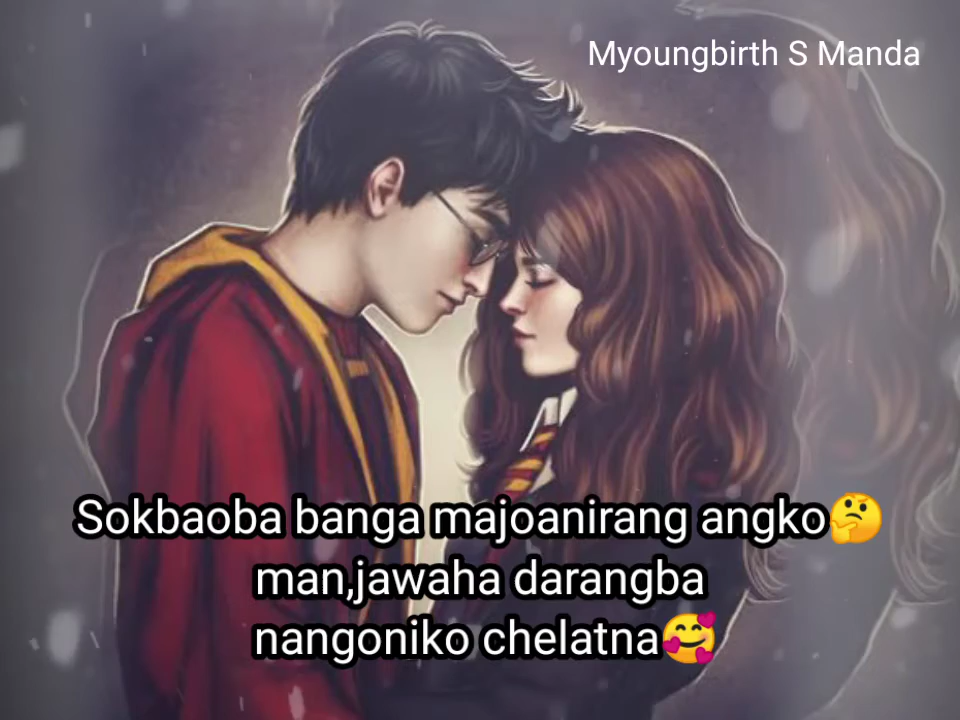 Myoungbirth S Manda
Sokbaoba banga majoanirang angko🤔
man,jawaha darangba
nangoniko chelatna🥰